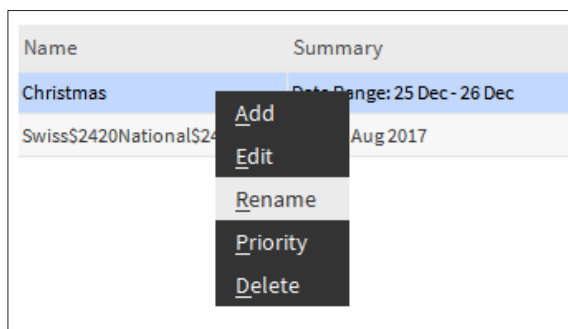 Name Summary
Christmas Date Range: 25 Dec - 26 Dec
Add
Swiss$2420National$24 Aug 2017
Edit
Rename
Priority
Delete